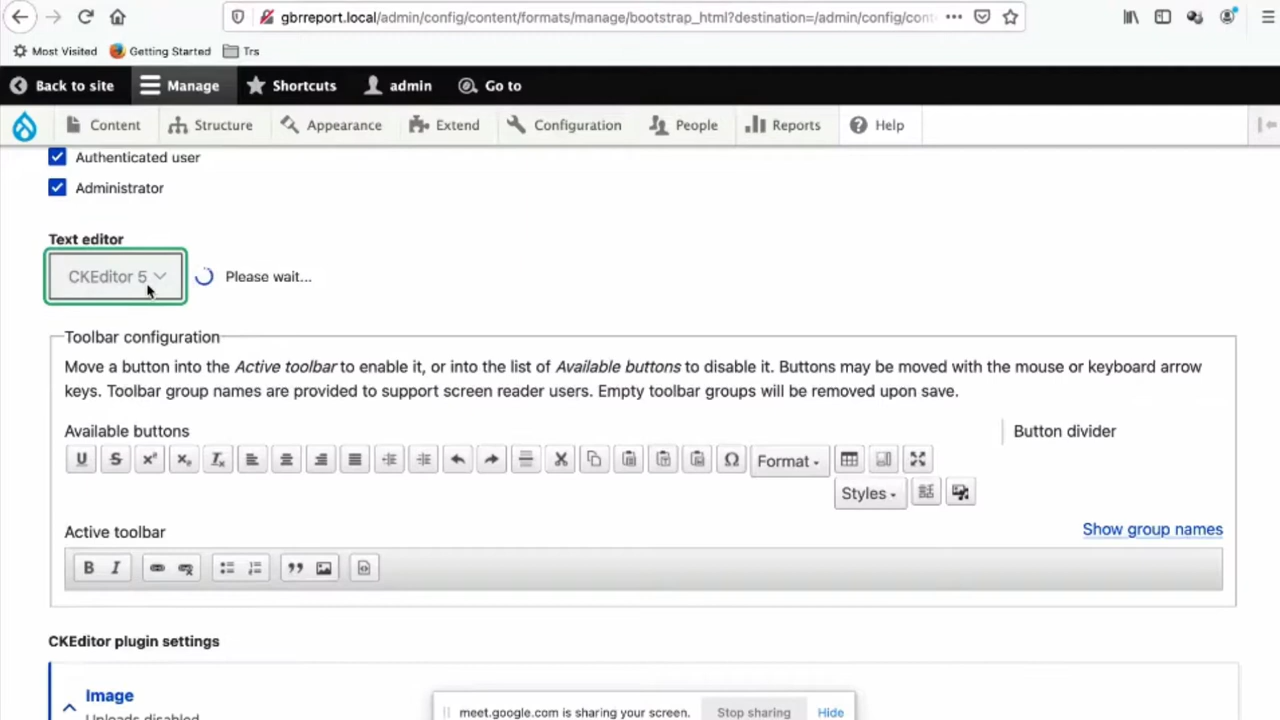 gbrreport.local/admin/config/content/formats/manage/bootstrap_html?destination=/admin/config/cont
Most Visited Getting Started Trs
Back to site Manage Shortcuts admin Go to
Content Structure Appearance Extend Configuration People Reports Help
Authenticated user
Administrator
Text editor
CKEditor 5 Please wait...
Toolbar configuration
Move a button into the Active toolbar to enable it, or into the list of Available buttons to disable it. Buttons may be moved with the mouse or keyboard arrow
keys. Toolbar group names are provided to support screen reader users. Empty toolbar groups will be removed upon save.
Available buttons Button divider
U S x² x₂ Ix Ω Format
Styles
Active toolbar Show group names
B I
CKEditor plugin settings
Image
Uploads disabled
meet.google.com is sharing your screen. Stop sharing Hide